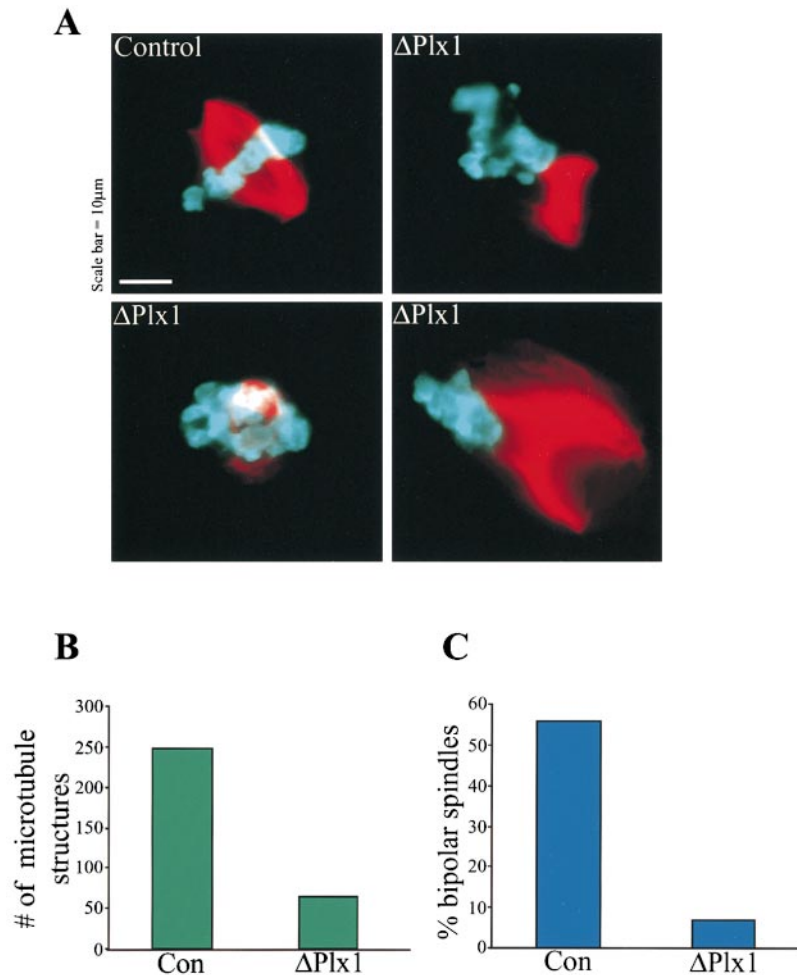 A
Control
ΔPlx1
Scale bar = 10µm
ΔPlx1
ΔPlx1
B
# of microtubule
structures
300
250
200
150
100
50
0
Con
ΔPlx1
C
% bipolar spindles
60
50
40
30
20
10
0
Con
ΔPlx1